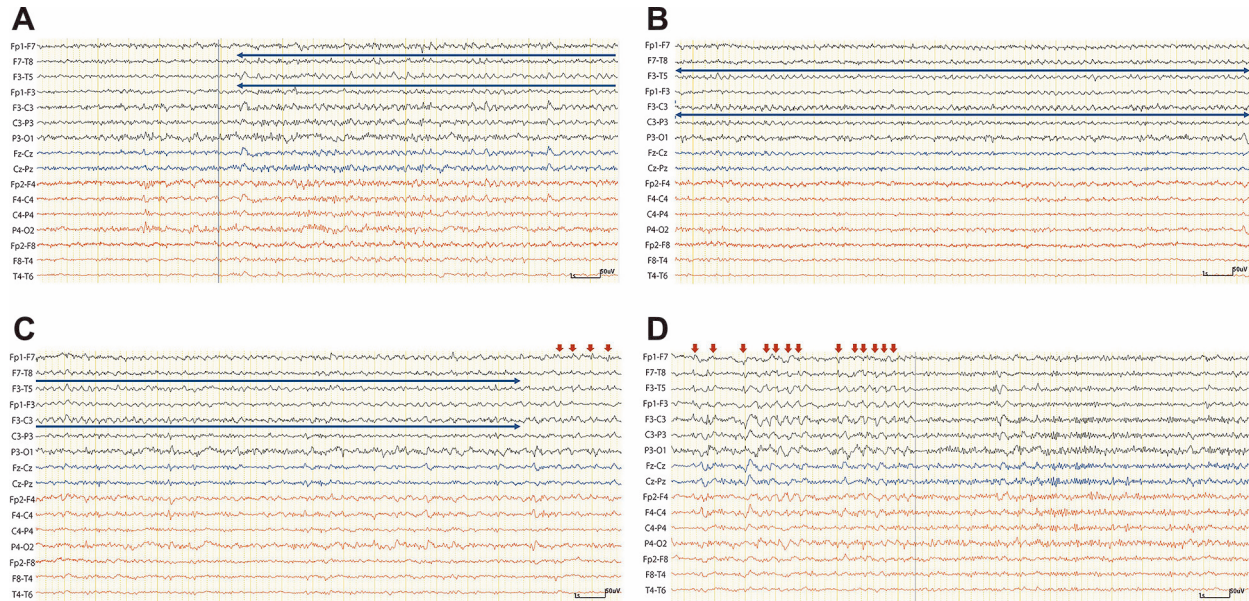 A
Fp1-F7
F7-T8
F3-T5
Fp1-F3
F3-C3
C3-P3
P3-O1
Fz-Cz
Cz-Pz
Fp2-F4
F4-C4
C4-P4
P4-O2
Fp2-F8
F8-T4
T4-T6
1s 50uV
B
Fp1-F7
F7-T8
F3-T5
Fp1-F3
F3-C3
C3-P3
P3-O1
Fz-Cz
Cz-Pz
Fp2-F4
F4-C4
C4-P4
P4-O2
Fp2-F8
F8-T4
T4-T6
1s 50uV
C
Fp1-F7
F7-T8
F3-T5
Fp1-F3
F3-C3
C3-P3
P3-O1
Fz-Cz
Cz-Pz
Fp2-F4
F4-C4
C4-P4
P4-O2
Fp2-F8
F8-T4
T4-T6
1s 50uV
D
Fp1-F7
F7-T8
F3-T5
Fp1-F3
F3-C3
C3-P3
P3-O1
Fz-Cz
Cz-Pz
Fp2-F4
F4-C4
C4-P4
P4-O2
Fp2-F8
F8-T4
T4-T6
1s 50uV